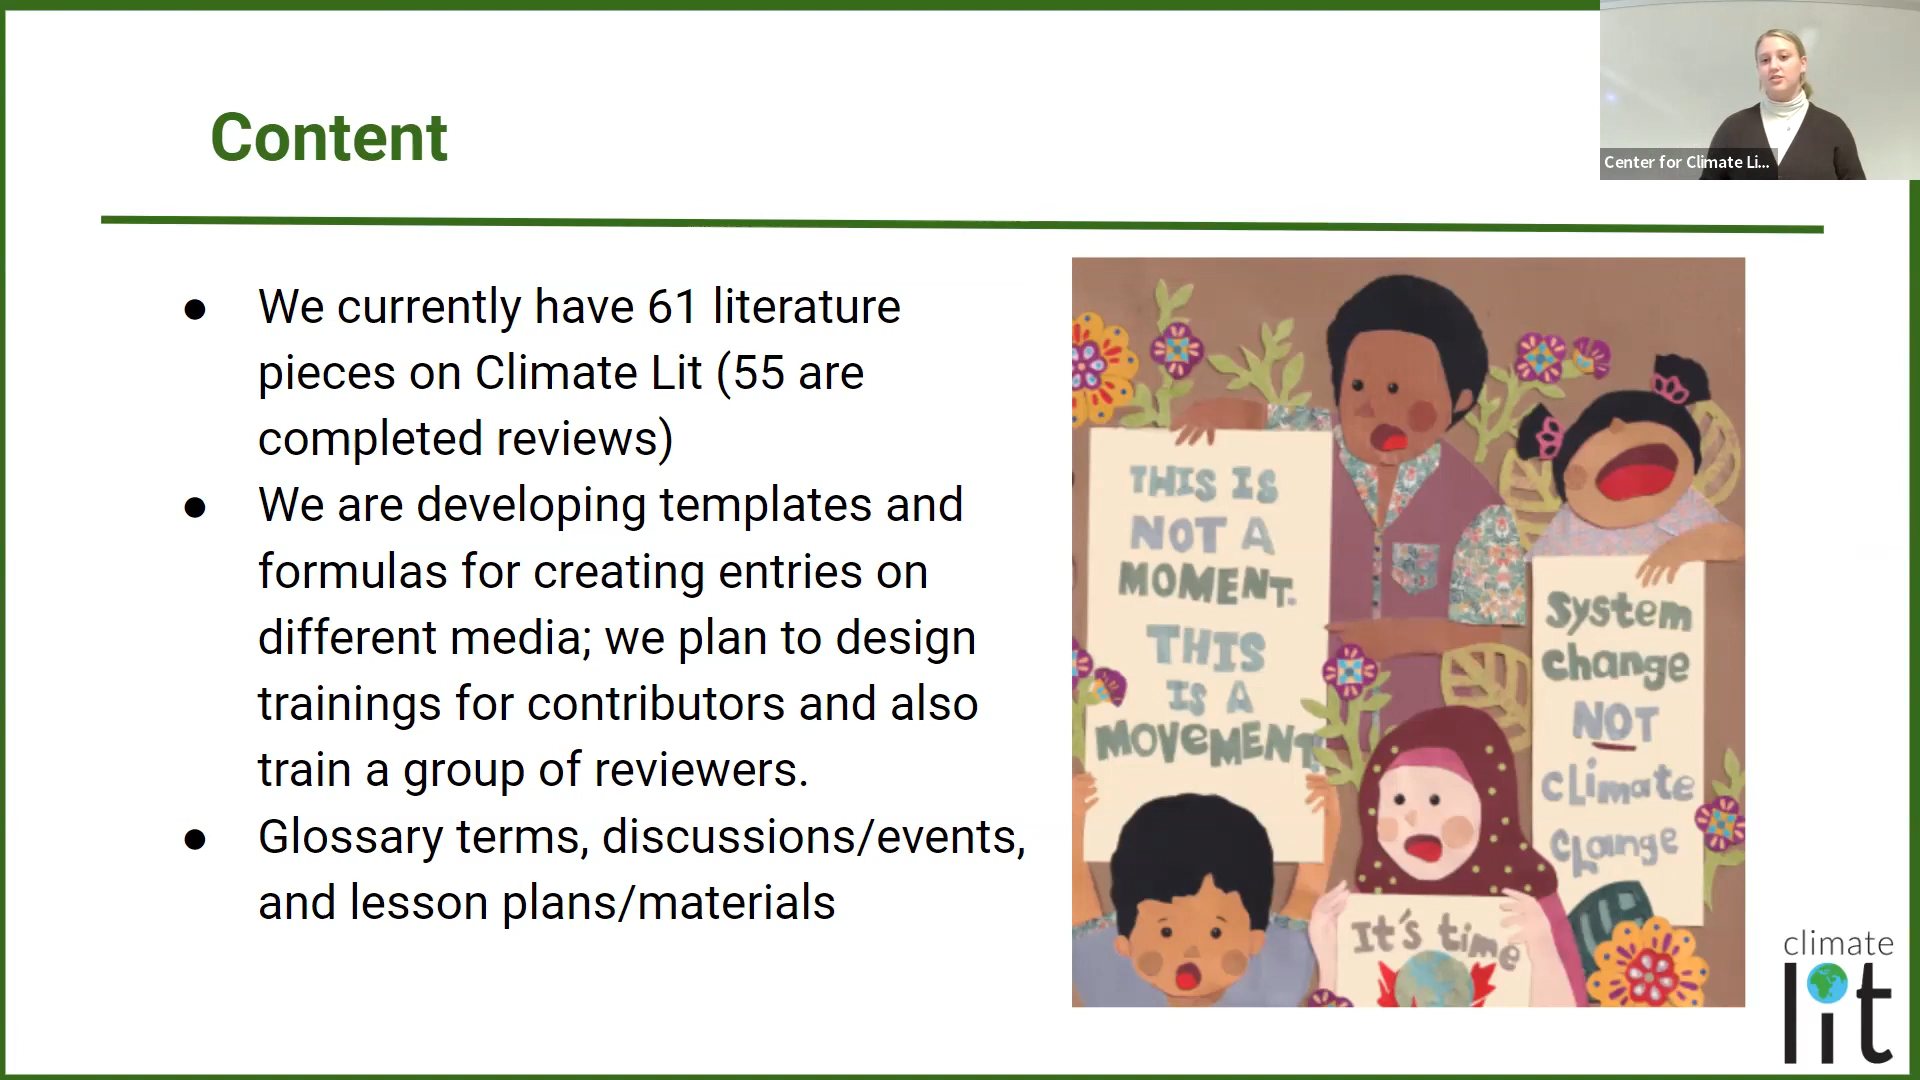 Content
Center for Climate Li...
● We currently have 61 literature
pieces on Climate Lit (55 are
completed reviews)
● We are developing templates and
formulas for creating entries on
different media; we plan to design
trainings for contributors and also
train a group of reviewers.
● Glossary terms, discussions/events,
and lesson plans/materials
THIS IS
NOT A
MOMENT.
THIS
IS A
MOVEMENT.
System
change
NOT
climate
change
It's time
climate
lit